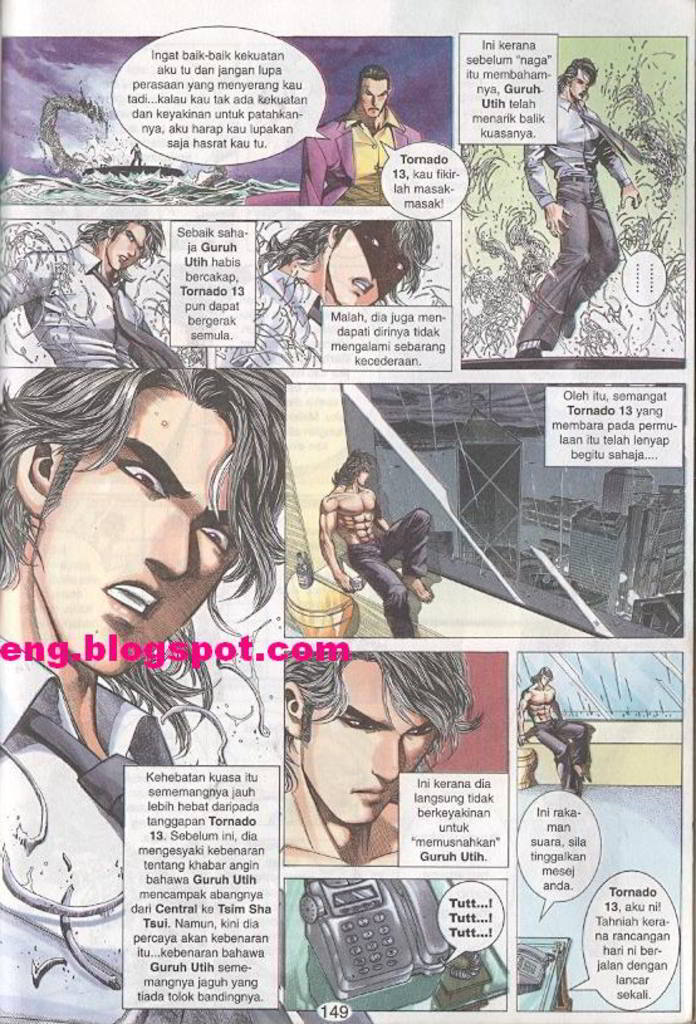 Ingat baik-baik kekuatan
aku tu dan jangan lupa
perasaan yang menyerang kau
tadi...kalau kau tak ada kekuatan
dan keyakinan untuk patahkan-
nya, aku harap kau lupakan
saja hasrat kau tu.
Tornado
13, kau fikir-
lah masak-
masak!
Ini kerana
sebelum "naga"
itu membaham-
nya, Guruh
Utih telah
menarik balik
kuasanya.
Sebaik saha-
ja Guruh
Utih habis
bercakap,
Tornado 13
pun dapat
bergerak
semula.
Malah, dia juga men-
dapati dirinya tidak
mengalami sebarang
kecederaan.
Oleh itu, semangat
Tornado 13 yang
membara pada permu-
laan itu telah lenyap
begitu sahaja....
eng.blogspot.com
Kehebatan kuasa itu
sememangnya jauh
lebih hebat daripada
tanggapan Tornado
13. Sebelum ini, dia
mengesyaki kebenaran
tentang khabar angin
bahawa Guruh Utih
mencampak abangnya
dari Central ke Tsim Sha
Tsui. Namun, kini dia
percaya akan kebenaran
itu...kebenaran bahawa
Guruh Utih seme-
mangnya jaguh yang
tiada tolok bandingnya.
Ini kerana dia
langsung tidak
berkeyakinan
untuk
"memusnahkan"
Guruh Utih.
Tutt...!
Tutt...!
Tutt...!
Ini rakaman
suara, sila
tinggalkan
mesej
anda.
Tornado
13, aku ni!
Tahniah kera-
na rancangan
hari ni ber-
jalan dengan
lancar
sekali.
149